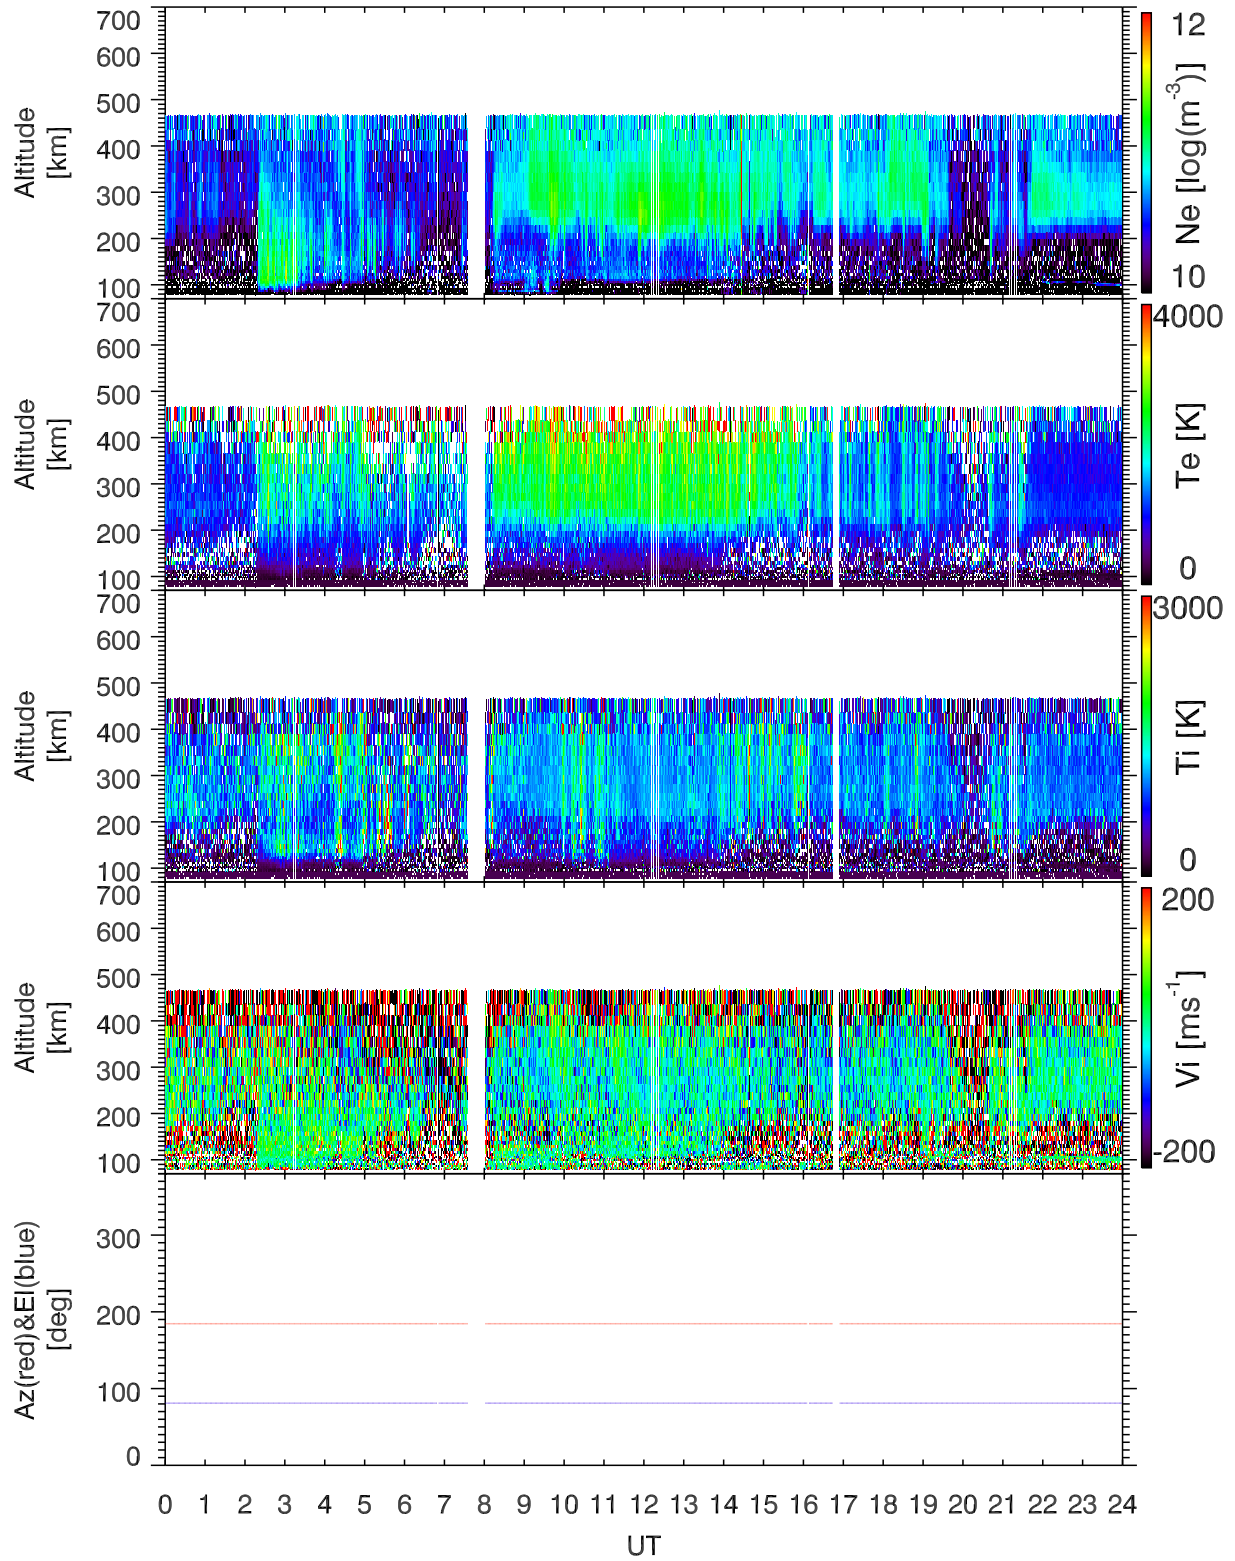 700
600
500
400
300
200
100
Altitude
[km]
12
Ne [log(m⁻³)]
10
700
600
500
400
300
200
100
Altitude
[km]
4000
Te [K]
0
700
600
500
400
300
200
100
Altitude
[km]
3000
Ti [K]
0
700
600
500
400
300
200
100
Altitude
[km]
200
Vi [ms⁻¹]
-200
300
200
100
0
Az(red)&El(blue)
[deg]
0 1 2 3 4 5 6 7 8 9 10 11 12 13 14 15 16 17 18 19 20 21 22 23 24
UT